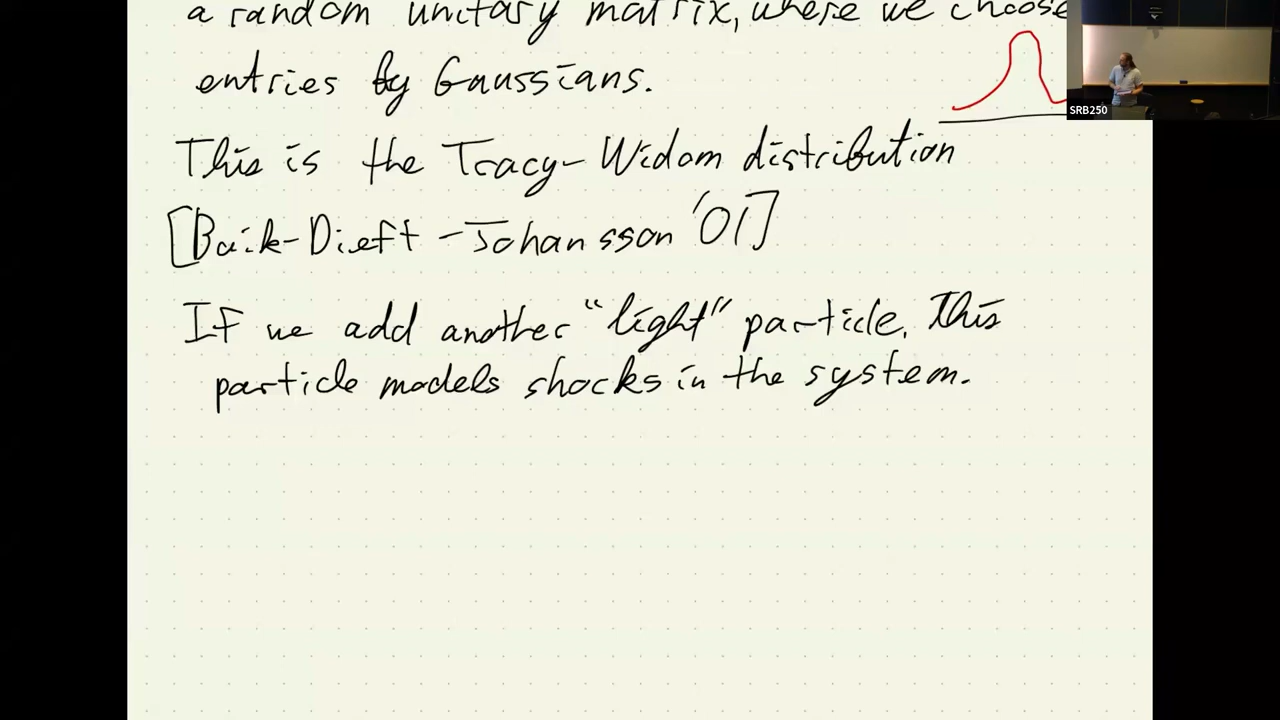 a random unitary matrix, where we choose
entries by Gaussians.
This is the Tracy-Widom distribution
[Baik-Dieft-Johansson '01]
If we add another "light" particle. This
particle models shocks in the system.
SRB250